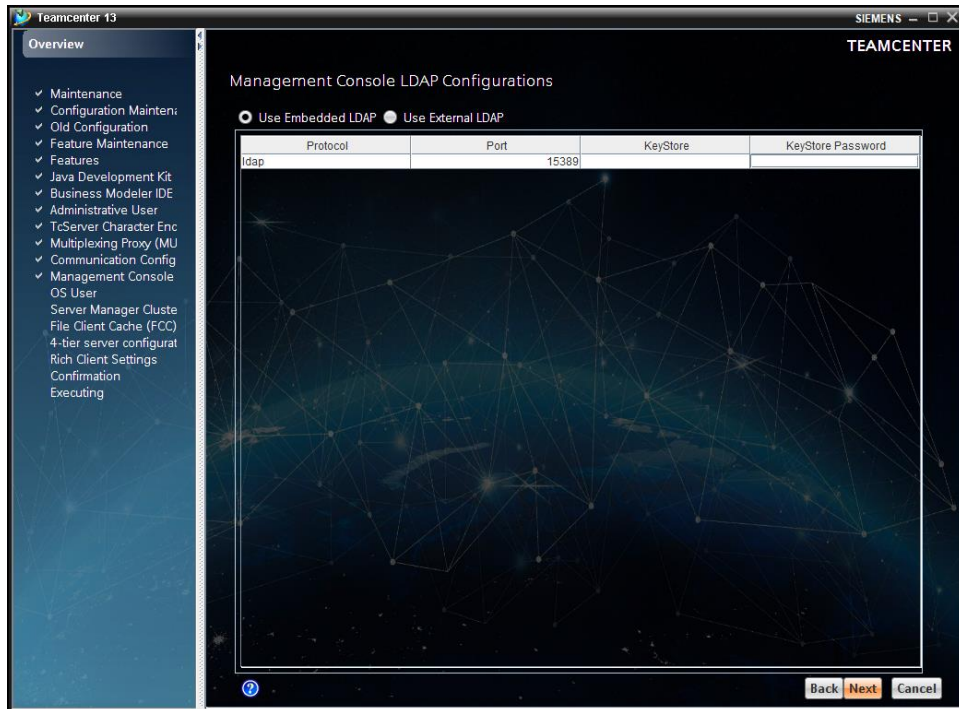 Teamcenter 13
SIEMENS
Overview
TEAMCENTER
Maintenance
Configuration Maintena
Old Configuration
Feature Maintenance
Features
Java Development Kit
Business Modeler IDE
Administrative User
TcServer Character Enc
Multiplexing Proxy (MU
Communication Config
Management Console
OS User
Server Manager Cluste
File Client Cache (FCC)
4-tier server configurat
Rich Client Settings
Confirmation
Executing
Management Console LDAP Configurations
Use Embedded LDAP Use External LDAP
Protocol Port KeyStore KeyStore Password
ldap 15389
? Back Next Cancel